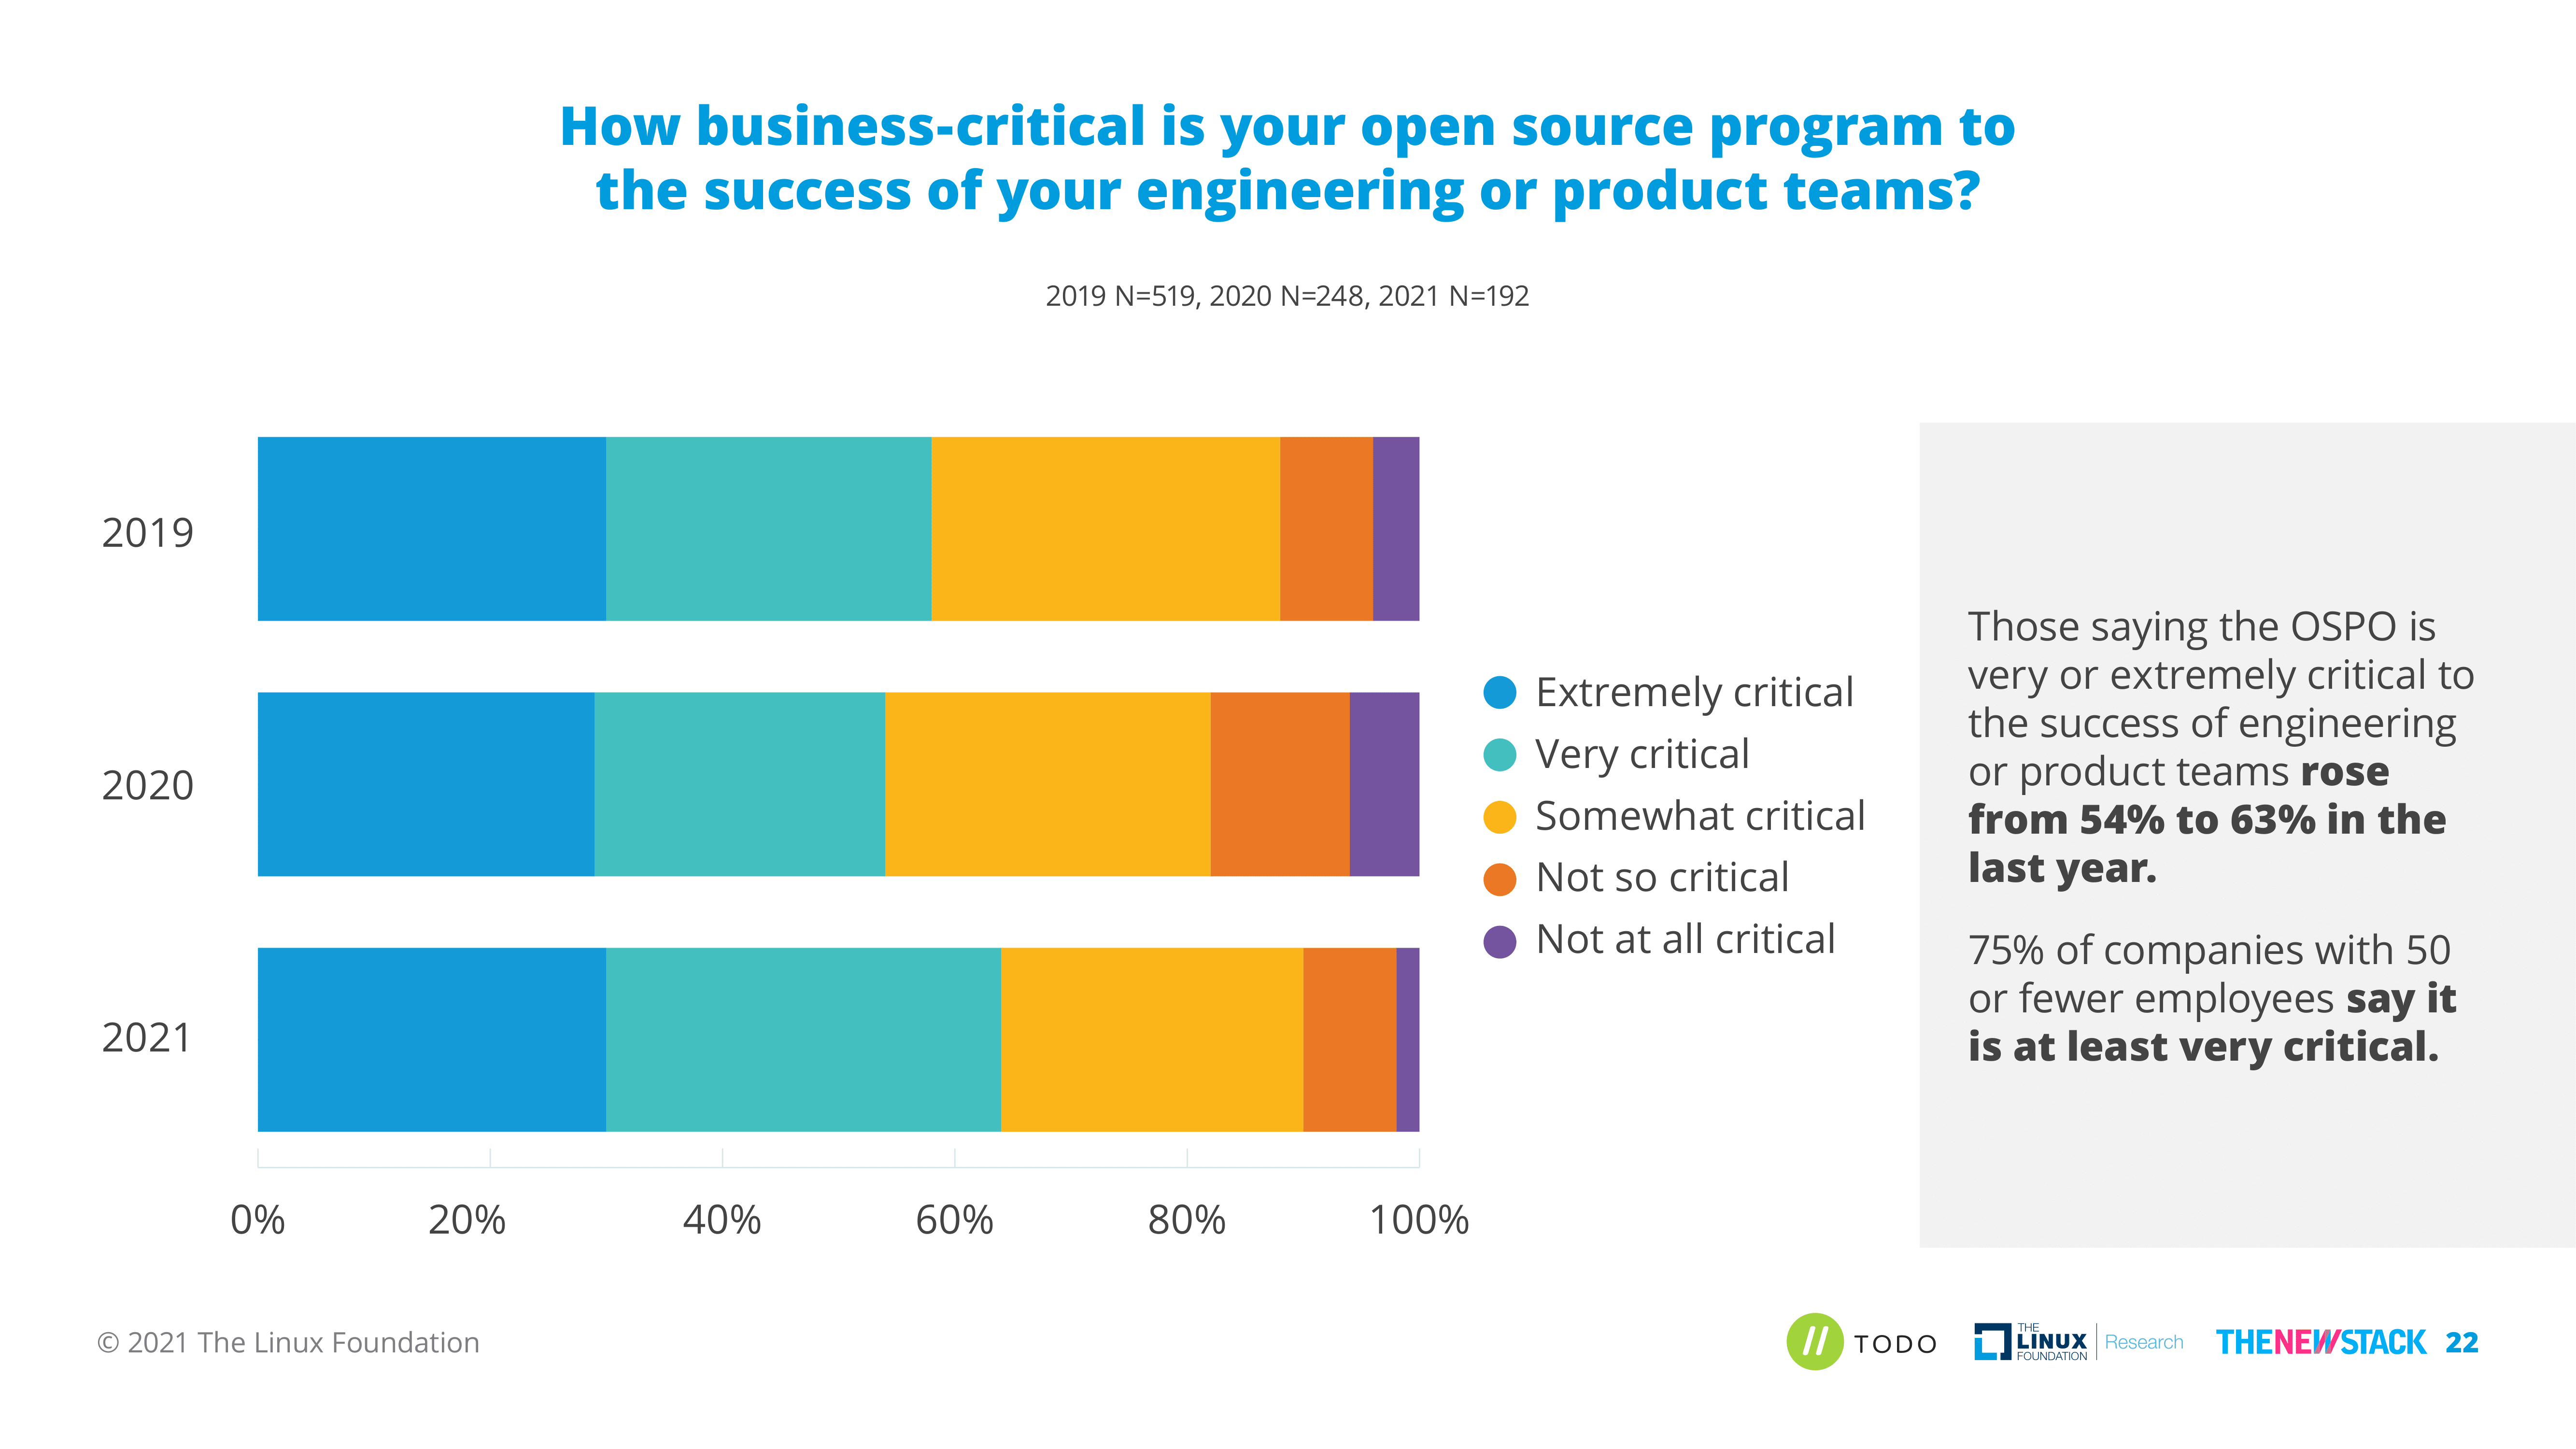 How business-critical is your open source program to
the success of your engineering or product teams?
2019 N=519, 2020 N=248, 2021 N=192
2019
2020
2021
0% 20% 40% 60% 80% 100%
Extremely critical
Very critical
Somewhat critical
Not so critical
Not at all critical
Those saying the OSPO is
very or extremely critical to
the success of engineering
or product teams rose
from 54% to 63% in the
last year.
75% of companies with 50
or fewer employees say it
is at least very critical.
© 2021 The Linux Foundation
TODO
THE
LINUX
FOUNDATION
Research
THENEWSTACK
22